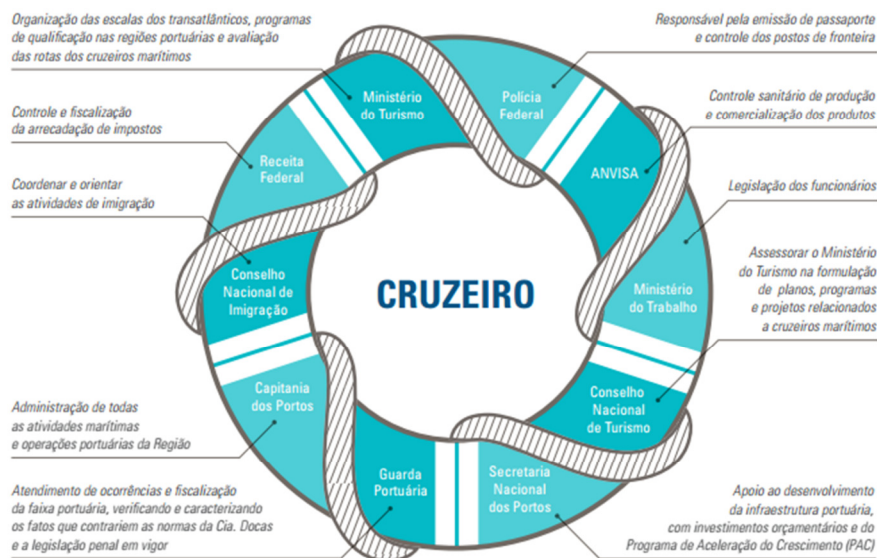 Organização das escalas dos transatlânticos, programas
de qualificação nas regiões portuárias e avaliação
das rotas dos cruzeiros marítimos
Responsável pela emissão de passaporte
e controle dos postos de fronteira
Controle e fiscalização
da arrecadação de impostos
Controle sanitário de produção
e comercialização dos produtos
Coordenar e orientar
as atividades de imigração
Legislação dos funcionários
Assessorar o Ministério
do Turismo na formulação
de planos, programas
e projetos relacionados
a cruzeiros marítimos
Administração de todas
as atividades marítimas
e operações portuárias da Região
Atendimento de ocorrências e fiscalização
da faixa portuária, verificando e caracterizando
os fatos que contrariem as normas da Cia. Docas
e a legislação penal em vigor
Apoio ao desenvolvimento
da infraestrutura portuária,
com investimentos orçamentários e do
Programa de Aceleração do Crescimento (PAC)
Ministério
do Turismo
Polícia
Federal
ANVISA
Ministério
do Trabalho
Conselho
Nacional
de Turismo
Secretaria
Nacional
dos Portos
Guarda
Portuária
Capitania
dos Portos
Conselho
Nacional de
Imigração
Receita
Federal
CRUZEIRO